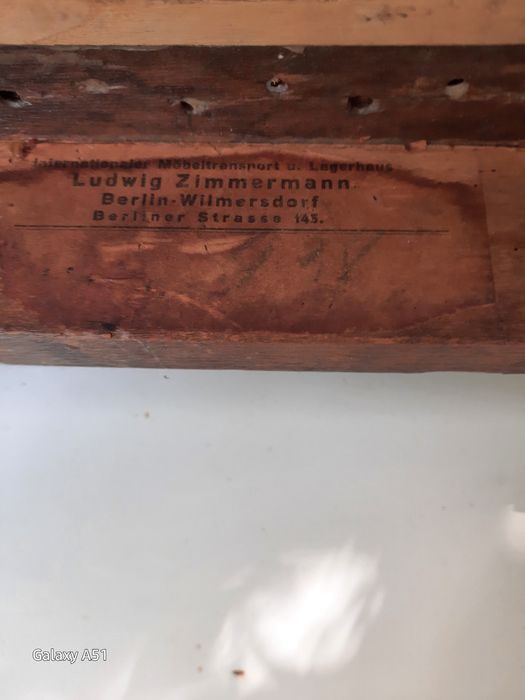 Internationaler Möbeltransport u. Lagerhaus
Ludwig Zimmermann
Berlin-Wilmersdorf
Berliner Strasse 145.
Galaxy A51